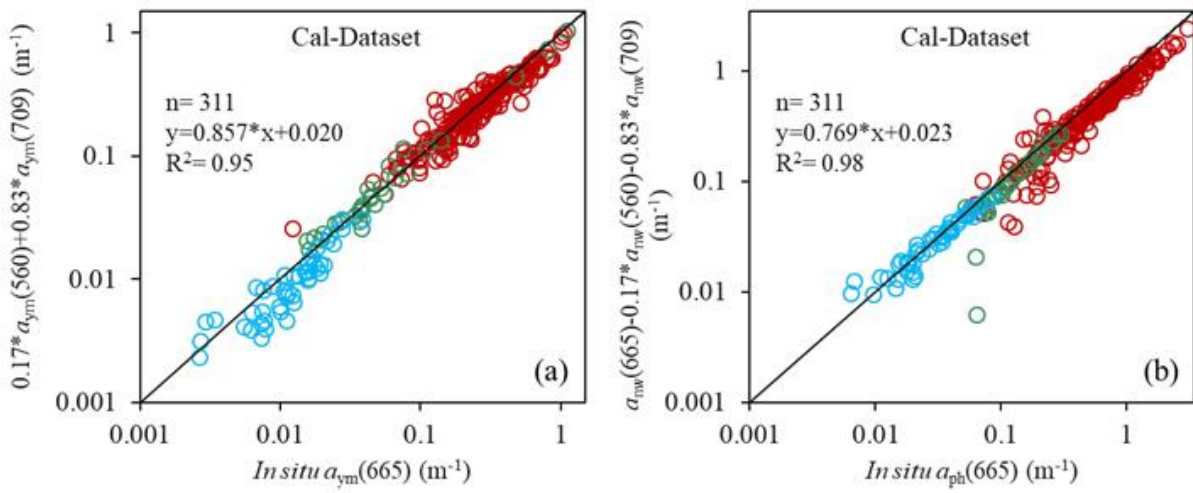 0.17*aym(560)+0.83*aym(709) (m-1)
1
0.1
0.01
0.001
Cal-Dataset
n= 311
y=0.857*x+0.020
R2= 0.95
(a)
0.001 0.01 0.1 1
In situ aym(665) (m-1)
anw(665)-0.17*anw(560)-0.83*anw(709)
(m-1)
1
0.1
0.01
0.001
Cal-Dataset
n= 311
y=0.769*x+0.023
R2= 0.98
(b)
0.001 0.01 0.1 1
In situ aph(665) (m-1)